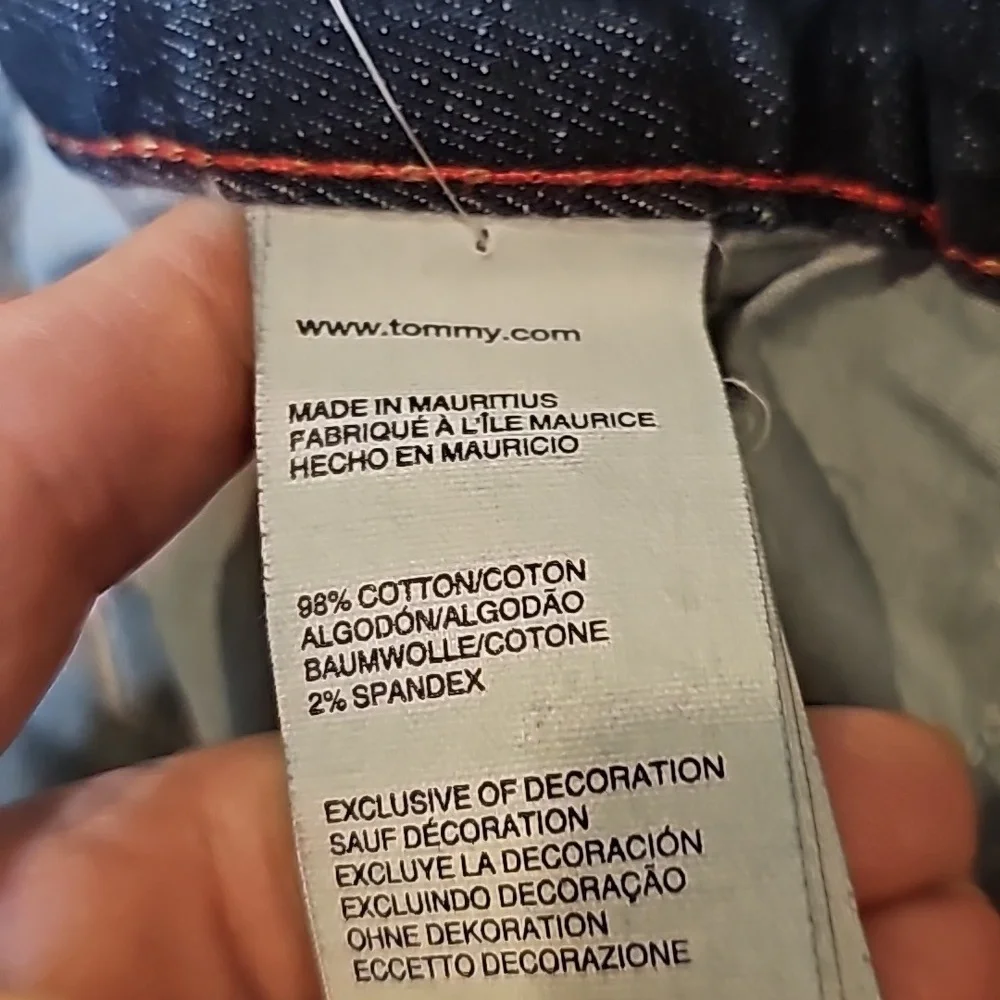 www.tommy.com
MADE IN MAURITIUS
FABRIQUÉ À L'ÎLE MAURICE
HECHO EN MAURICIO
98% COTTON/COTON
ALGODÓN/ALGODÃO
BAUMWOLLE/COTONE
2% SPANDEX
EXCLUSIVE OF DECORATION
SAUF DÉCORATION
EXCLUYE LA DECORACIÓN
EXCLUINDO DECORAÇÃO
OHNE DEKORATION
ECCETTO DECORAZIONE